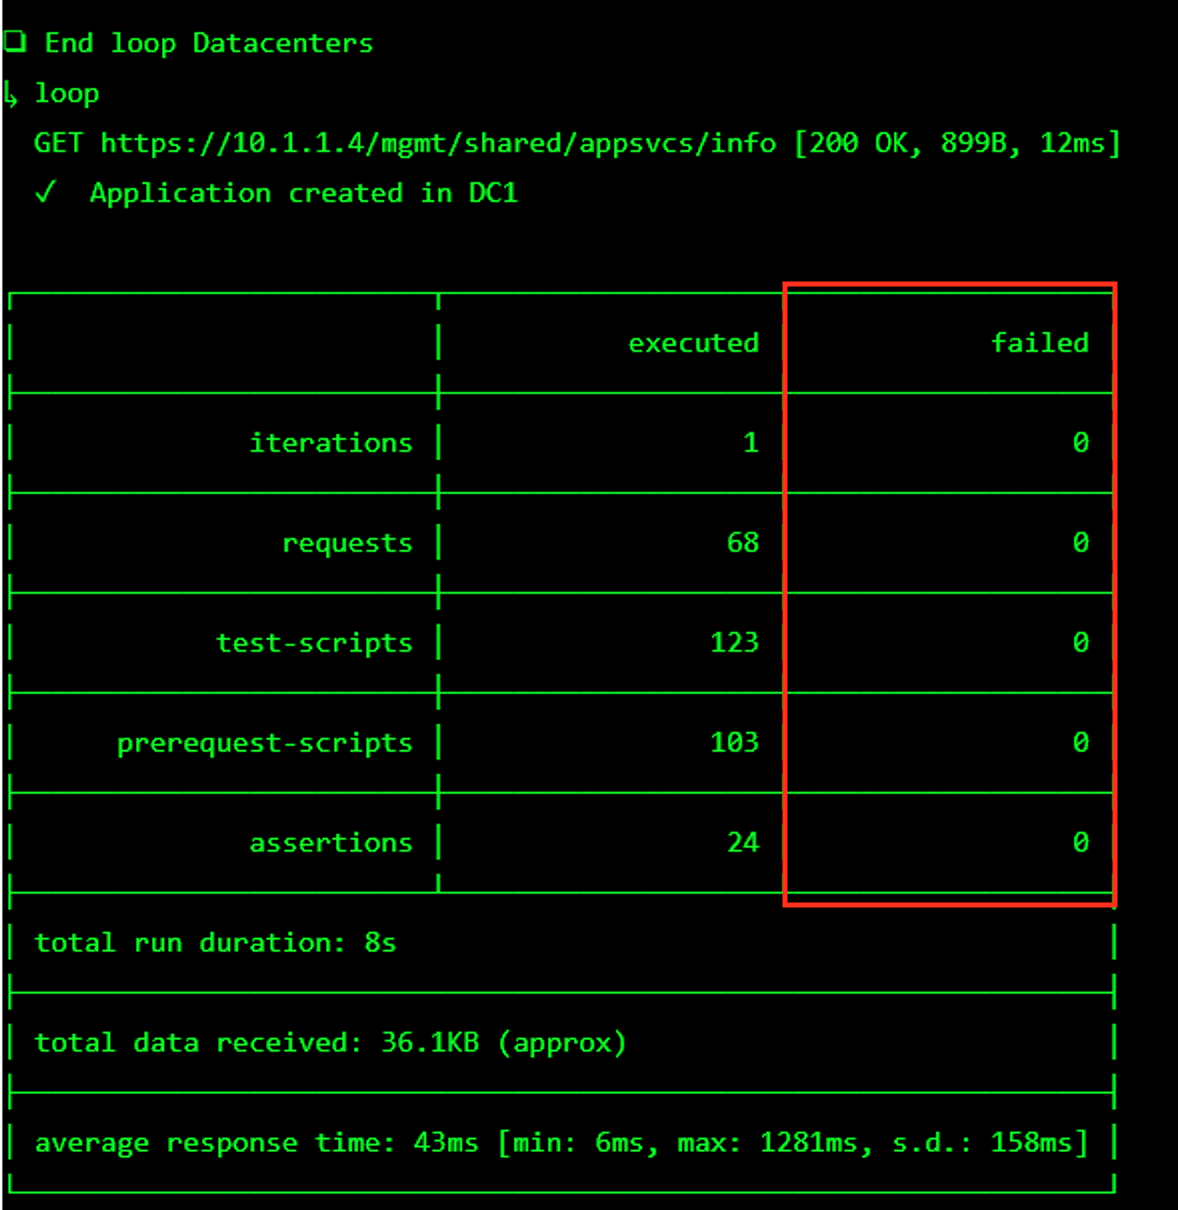 ❏ End loop Datacenters
↳ loop
GET https://10.1.1.4/mgmt/shared/appsvcs/info [200 OK, 899B, 12ms]
✓ Application created in DC1
executed failed
iterations 1 0
requests 68 0
test-scripts 123 0
prerequest-scripts 103 0
assertions 24 0
total run duration: 8s
total data received: 36.1KB (approx)
average response time: 43ms [min: 6ms, max: 1281ms, s.d.: 158ms]